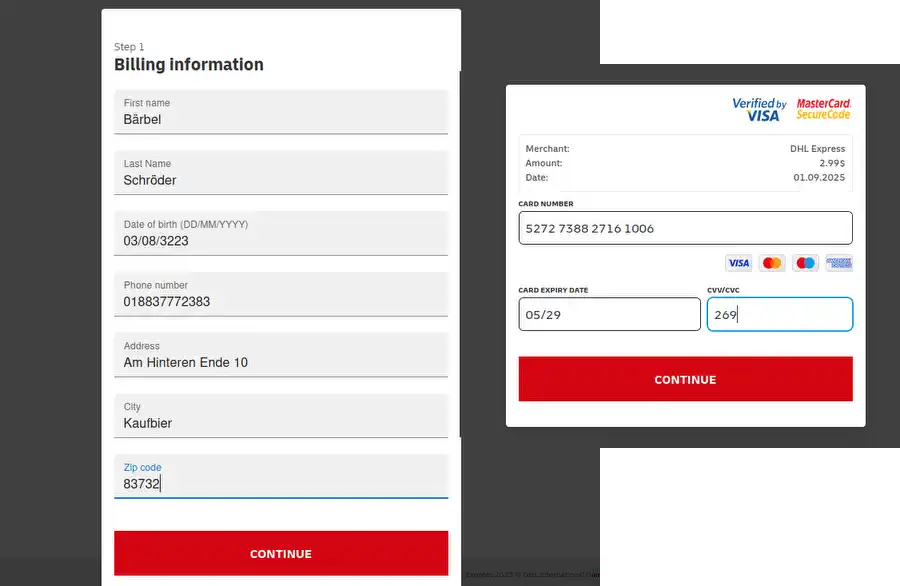 Step 1
Billing information
First name
Bärbel
Last Name
Schröder
Date of birth (DD/MM/YYYY)
03/08/3223
Phone number
018837772383
Address
Am Hinteren Ende 10
City
Kaufbier
Zip code
83732
CONTINUE
Verified by
VISA
MasterCard.
SecureCode
Merchant: DHL Express
Amount: 2.99$
Date: 01.09.2025
CARD NUMBER
5272 7388 2716 1006
VISA
CARD EXPIRY DATE
CVV/CVC
05/29
269
CONTINUE